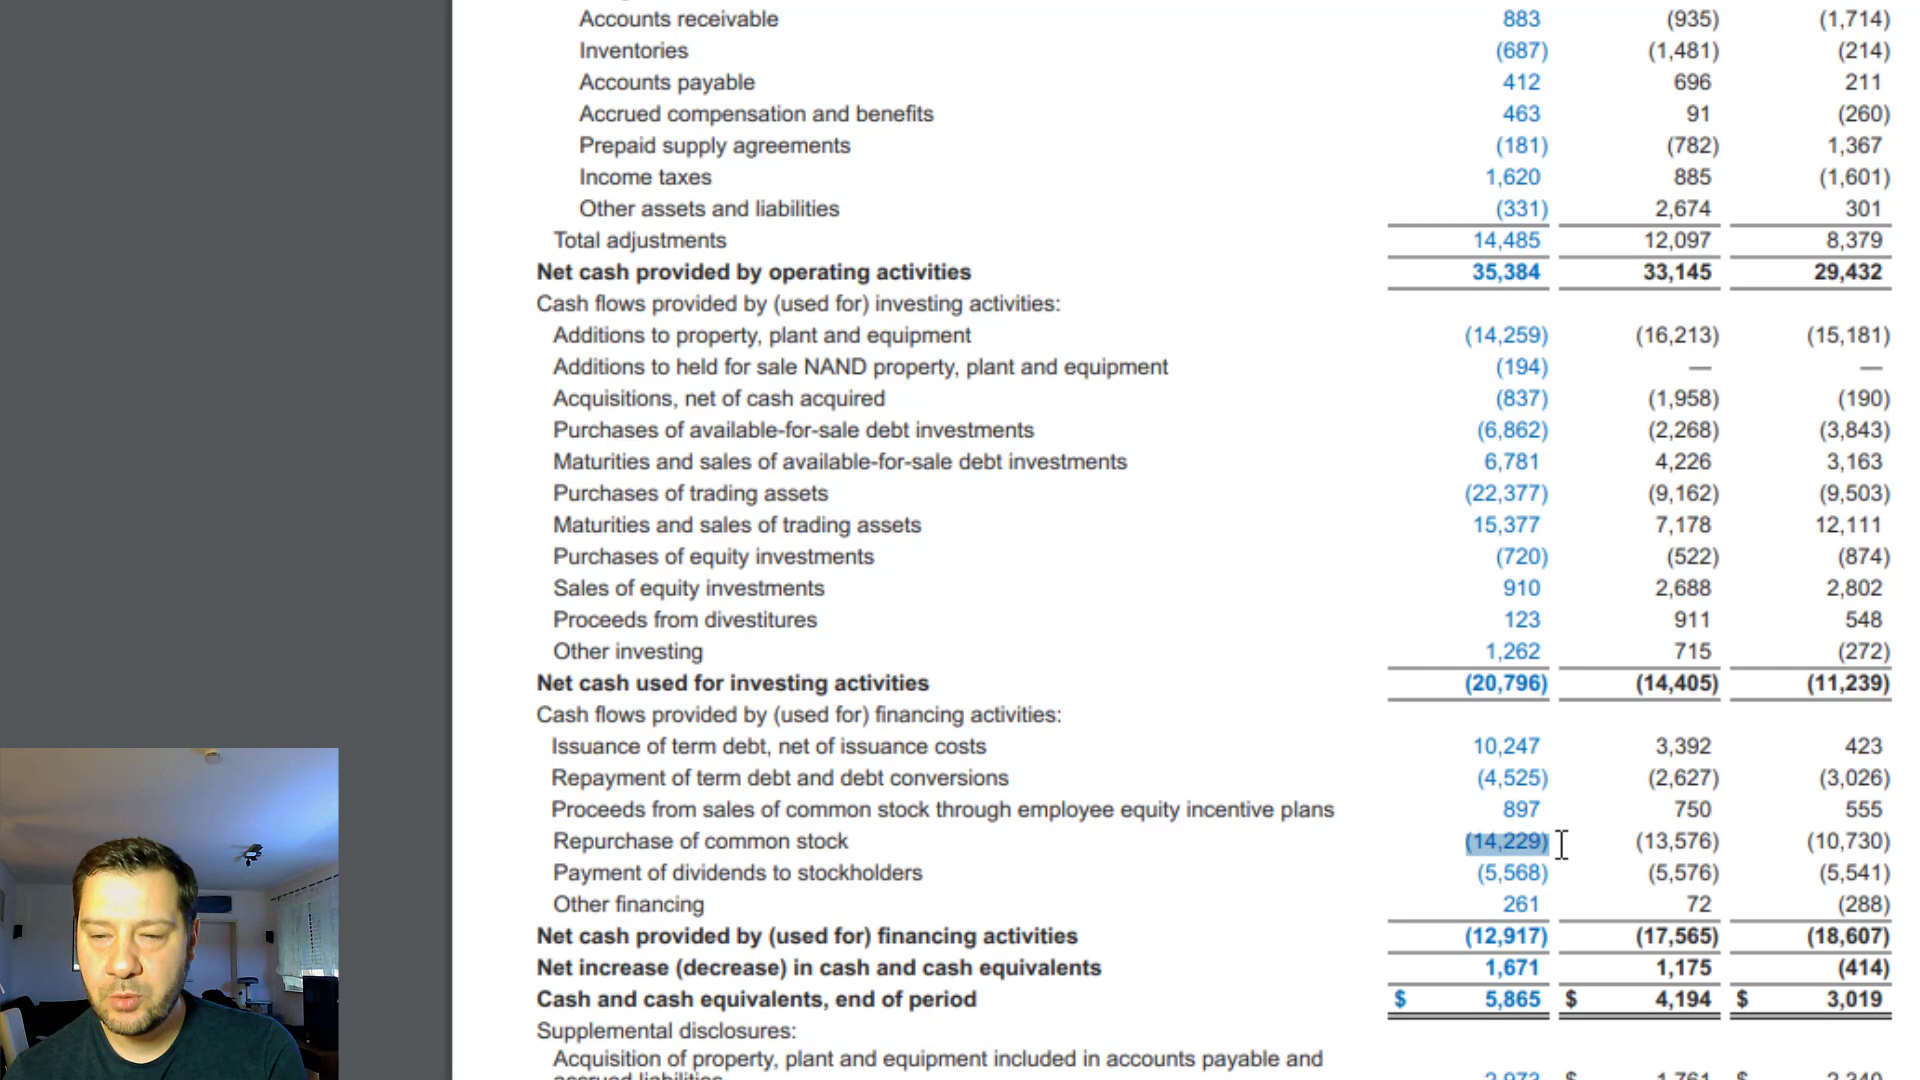 Accounts receivable 883 (935) (1,714)
Inventories (687) (1,481) (214)
Accounts payable 412 696 211
Accrued compensation and benefits 463 91 (260)
Prepaid supply agreements (181) (782) 1,367
Income taxes 1,620 885 (1,601)
Other assets and liabilities (331) 2,674 301
Total adjustments 14,485 12,097 8,379
Net cash provided by operating activities 35,384 33,145 29,432
Cash flows provided by (used for) investing activities:
Additions to property, plant and equipment (14,259) (16,213) (15,181)
Additions to held for sale NAND property, plant and equipment (194) — —
Acquisitions, net of cash acquired (837) (1,958) (190)
Purchases of available-for-sale debt investments (6,862) (2,268) (3,843)
Maturities and sales of available-for-sale debt investments 6,781 4,226 3,163
Purchases of trading assets (22,377) (9,162) (9,503)
Maturities and sales of trading assets 15,377 7,178 12,111
Purchases of equity investments (720) (522) (874)
Sales of equity investments 910 2,688 2,802
Proceeds from divestitures 123 911 548
Other investing 1,262 715 (272)
Net cash used for investing activities (20,796) (14,405) (11,239)
Cash flows provided by (used for) financing activities:
Issuance of term debt, net of issuance costs 10,247 3,392 423
Repayment of term debt and debt conversions (4,525) (2,627) (3,026)
Proceeds from sales of common stock through employee equity incentive plans 897 750 555
Repurchase of common stock (14,229) (13,576) (10,730)
Payment of dividends to stockholders (5,568) (5,576) (5,541)
Other financing 261 72 (288)
Net cash provided by (used for) financing activities (12,917) (17,565) (18,607)
Net increase (decrease) in cash and cash equivalents 1,671 1,175 (414)
Cash and cash equivalents, end of period $ 5,865 $ 4,194 $ 3,019
Supplemental disclosures:
Acquisition of property, plant and equipment included in accounts payable and
accrued liabilities $ $